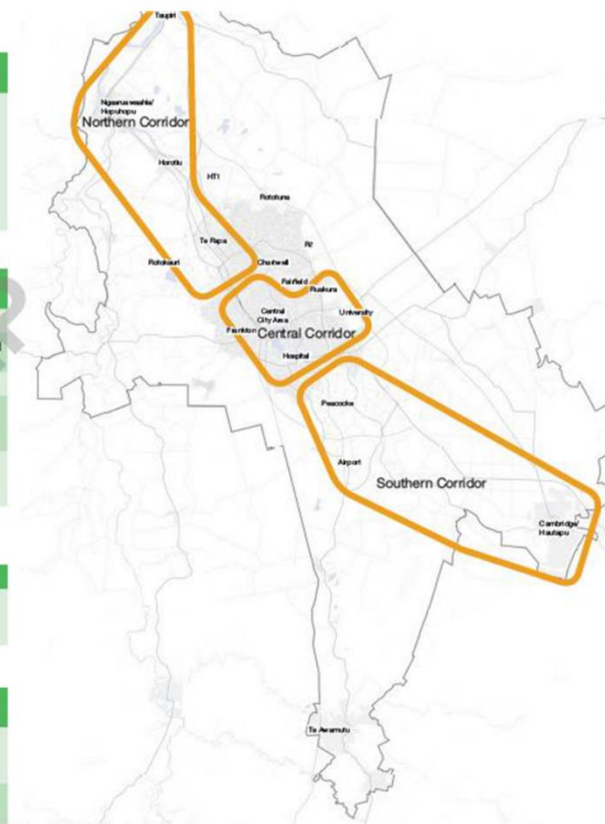 Taupiri
Ngaaruawaahia/
Hopuhopu
Northern Corridor
Horotiu
HT1
Rototuna
Te Rapa
R2
Rotokauri
Chartwell
Fairfield
Ruakura
Central
City Area
University
Frankton
Central Corridor
Hospital
Peacocke
Airport
Southern Corridor
Cambridge/
Hautapu
Te Awamutu